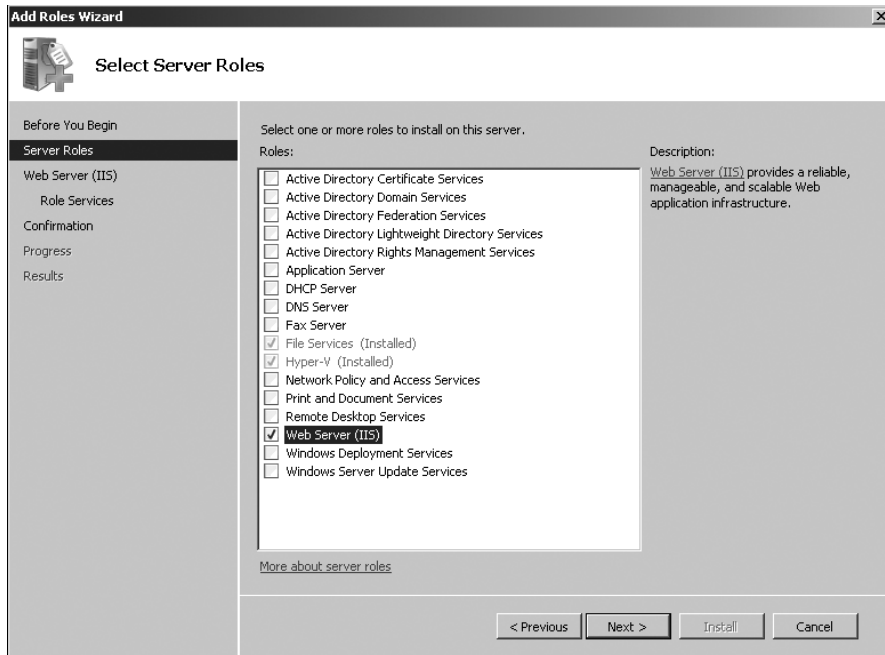 Add Roles Wizard
Select Server Roles
Before You Begin
Server Roles
Web Server (IIS)
Role Services
Confirmation
Progress
Results
Select one or more roles to install on this server.
Roles:
Active Directory Certificate Services
Active Directory Domain Services
Active Directory Federation Services
Active Directory Lightweight Directory Services
Active Directory Rights Management Services
Application Server
DHCP Server
DNS Server
Fax Server
File Services (Installed)
Hyper-V (Installed)
Network Policy and Access Services
Print and Document Services
Remote Desktop Services
Web Server (IIS)
Windows Deployment Services
Windows Server Update Services
More about server roles
Description:
Web Server (IIS) provides a reliable,
manageable, and scalable Web
application infrastructure.
< Previous
Next >
Install
Cancel